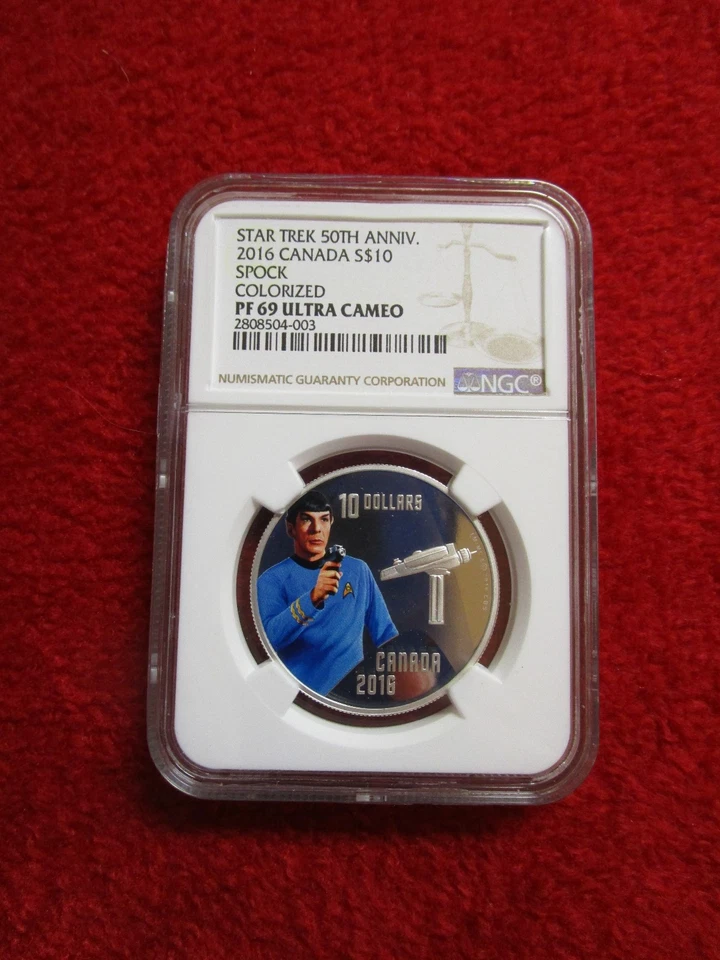 STAR TREK 50TH ANNIV.
2016 CANADA S$10
SPOCK
COLORIZED
PF 69 ULTRA CAMEO
2808504-003
NUMISMATIC GUARANTY CORPORATION
NGC®
10 DOLLARS
CANADA
2016